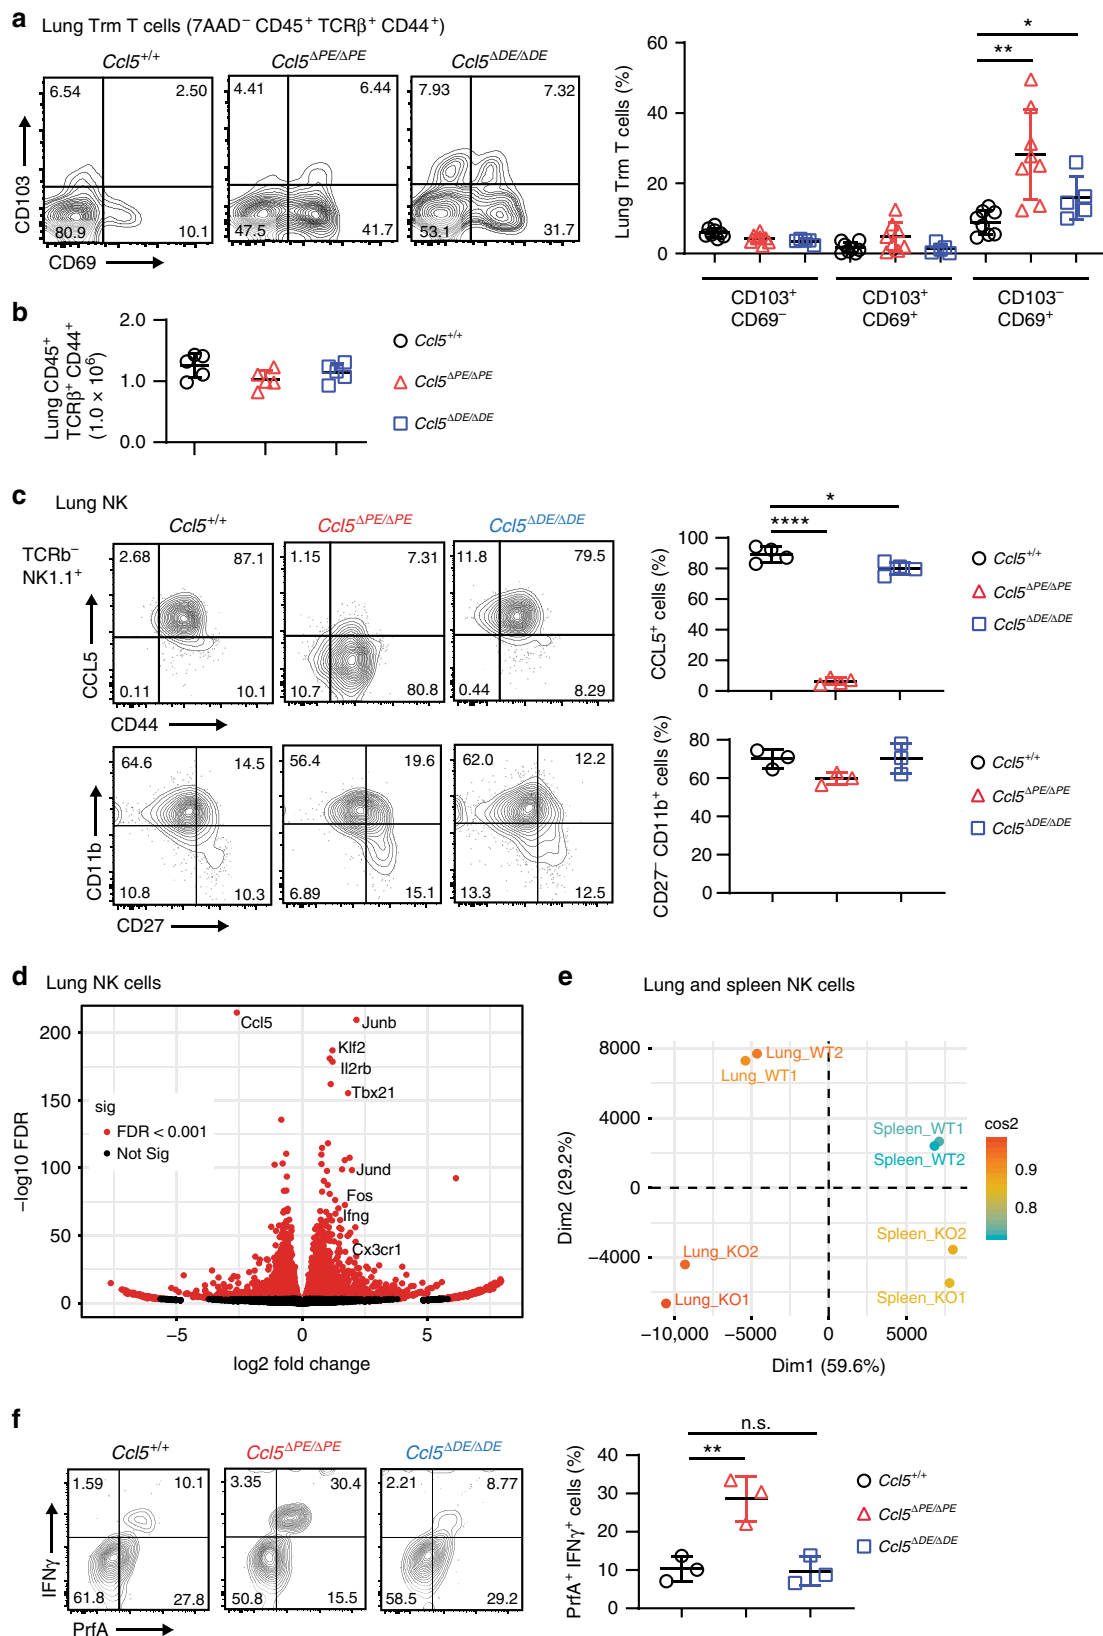 a Lung Trm T cells (7AAD⁻ CD45⁺ TCRβ⁺ CD44⁺)
Ccl5⁺/⁺ Ccl5ΔPE/ΔPE Ccl5ΔDE/ΔDE
6.54 2.50 4.41 6.44 7.93 7.32
80.9 10.1 47.5 41.7 53.1 31.7
CD103
CD69
Lung Trm T cells (%)
60
40
20
0
* **
CD103⁺ CD69⁻
CD103⁺ CD69⁺
CD103⁻ CD69⁺
b
Lung CD45⁺
TCRβ⁺ CD44⁺
(1.0 × 10⁶)
2.0
1.0
0.0
Ccl5⁺/⁺
Ccl5ΔPE/ΔPE
Ccl5ΔDE/ΔDE
c Lung NK
TCRb⁻
NK1.1⁺
Ccl5⁺/⁺ Ccl5ΔPE/ΔPE Ccl5ΔDE/ΔDE
2.68 87.1 1.15 7.31 11.8 79.5
0.11 10.1 10.7 80.8 0.44 8.29
CCL5
CD44
CCL5⁺ cells (%)
100
80
60
40
20
0
*
****
Ccl5⁺/⁺
Ccl5ΔPE/ΔPE
Ccl5ΔDE/ΔDE
64.6 14.5 56.4 19.6 62.0 12.2
10.8 10.3 6.89 15.1 13.3 12.5
CD11b
CD27
CD27⁻ CD11b⁺ cells (%)
80
60
40
20
0
Ccl5⁺/⁺
Ccl5ΔPE/ΔPE
Ccl5ΔDE/ΔDE
d Lung NK cells
−log10 FDR
200
150
100
50
0
Ccl5 Junb
Klf2
Il2rb
Tbx21
Jund
Fos
Ifng
Cx3cr1
sig
FDR < 0.001
Not Sig
−5 0 5
log2 fold change
e Lung and spleen NK cells
Dim2 (29.2%)
8000
4000
0
−4000
Lung_WT2
Lung_WT1
Spleen_WT1
Spleen_WT2
Spleen_KO2
Spleen_KO1
Lung_KO2
Lung_KO1
cos2
0.9
0.8
−10,000 −5000 0 5000
Dim1 (59.6%)
f
Ccl5⁺/⁺ Ccl5ΔPE/ΔPE Ccl5ΔDE/ΔDE
1.59 10.1 3.35 30.4 2.21 8.77
61.8 27.8 50.8 15.5 58.5 29.2
IFNγ
PrfA
PrfA⁺ IFNγ⁺ cells (%)
40
30
20
10
0
n.s.
**
Ccl5⁺/⁺
Ccl5ΔPE/ΔPE
Ccl5ΔDE/ΔDE